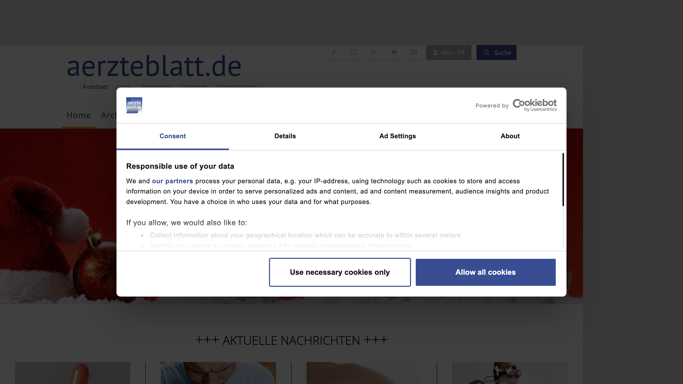 aerzteblatt.de
Mein DÄ
Suche
Home
Powered by
Cookiebot
by Usercentrics
Consent
Details
Ad Settings
About
Responsible use of your data
We and our partners process your personal data, e.g. your IP-address, using technology such as cookies to store and access
information on your device in order to serve personalized ads and content, ad and content measurement, audience insights and product
development. You have a choice in who uses your data and for what purposes.
If you allow, we would also like to:
Collect information about your geographical location which can be accurate to within several meters
Use necessary cookies only
Allow all cookies
+++ AKTUELLE NACHRICHTEN +++